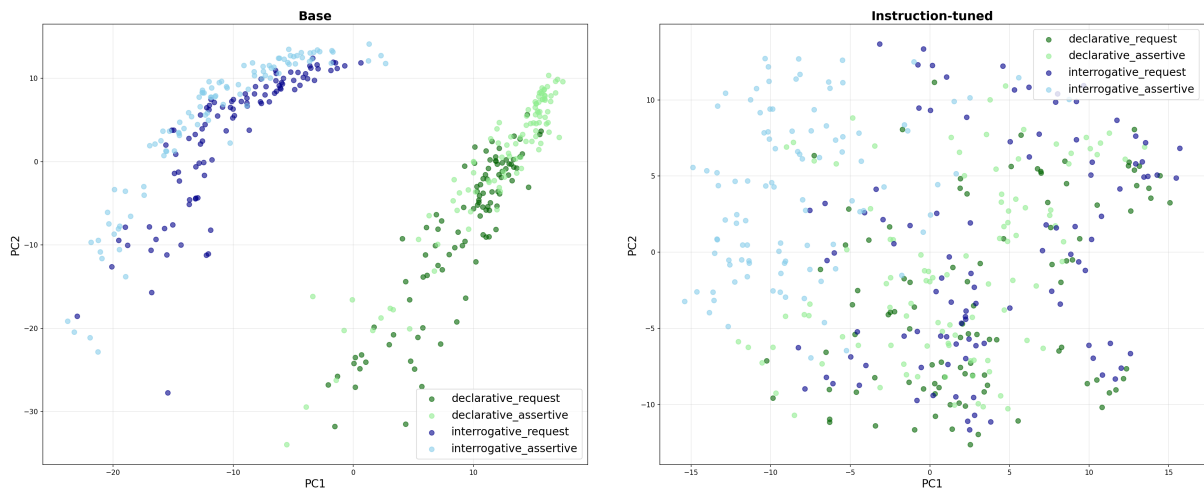 Base
PC2
10
0
−10
−20
−30
−20
−10
0
10
PC1
declarative_request
declarative_assertive
interrogative_request
interrogative_assertive
Instruction-tuned
PC2
10
5
0
−5
−10
−15
−10
−5
0
5
10
15
PC1
declarative_request
declarative_assertive
interrogative_request
interrogative_assertive